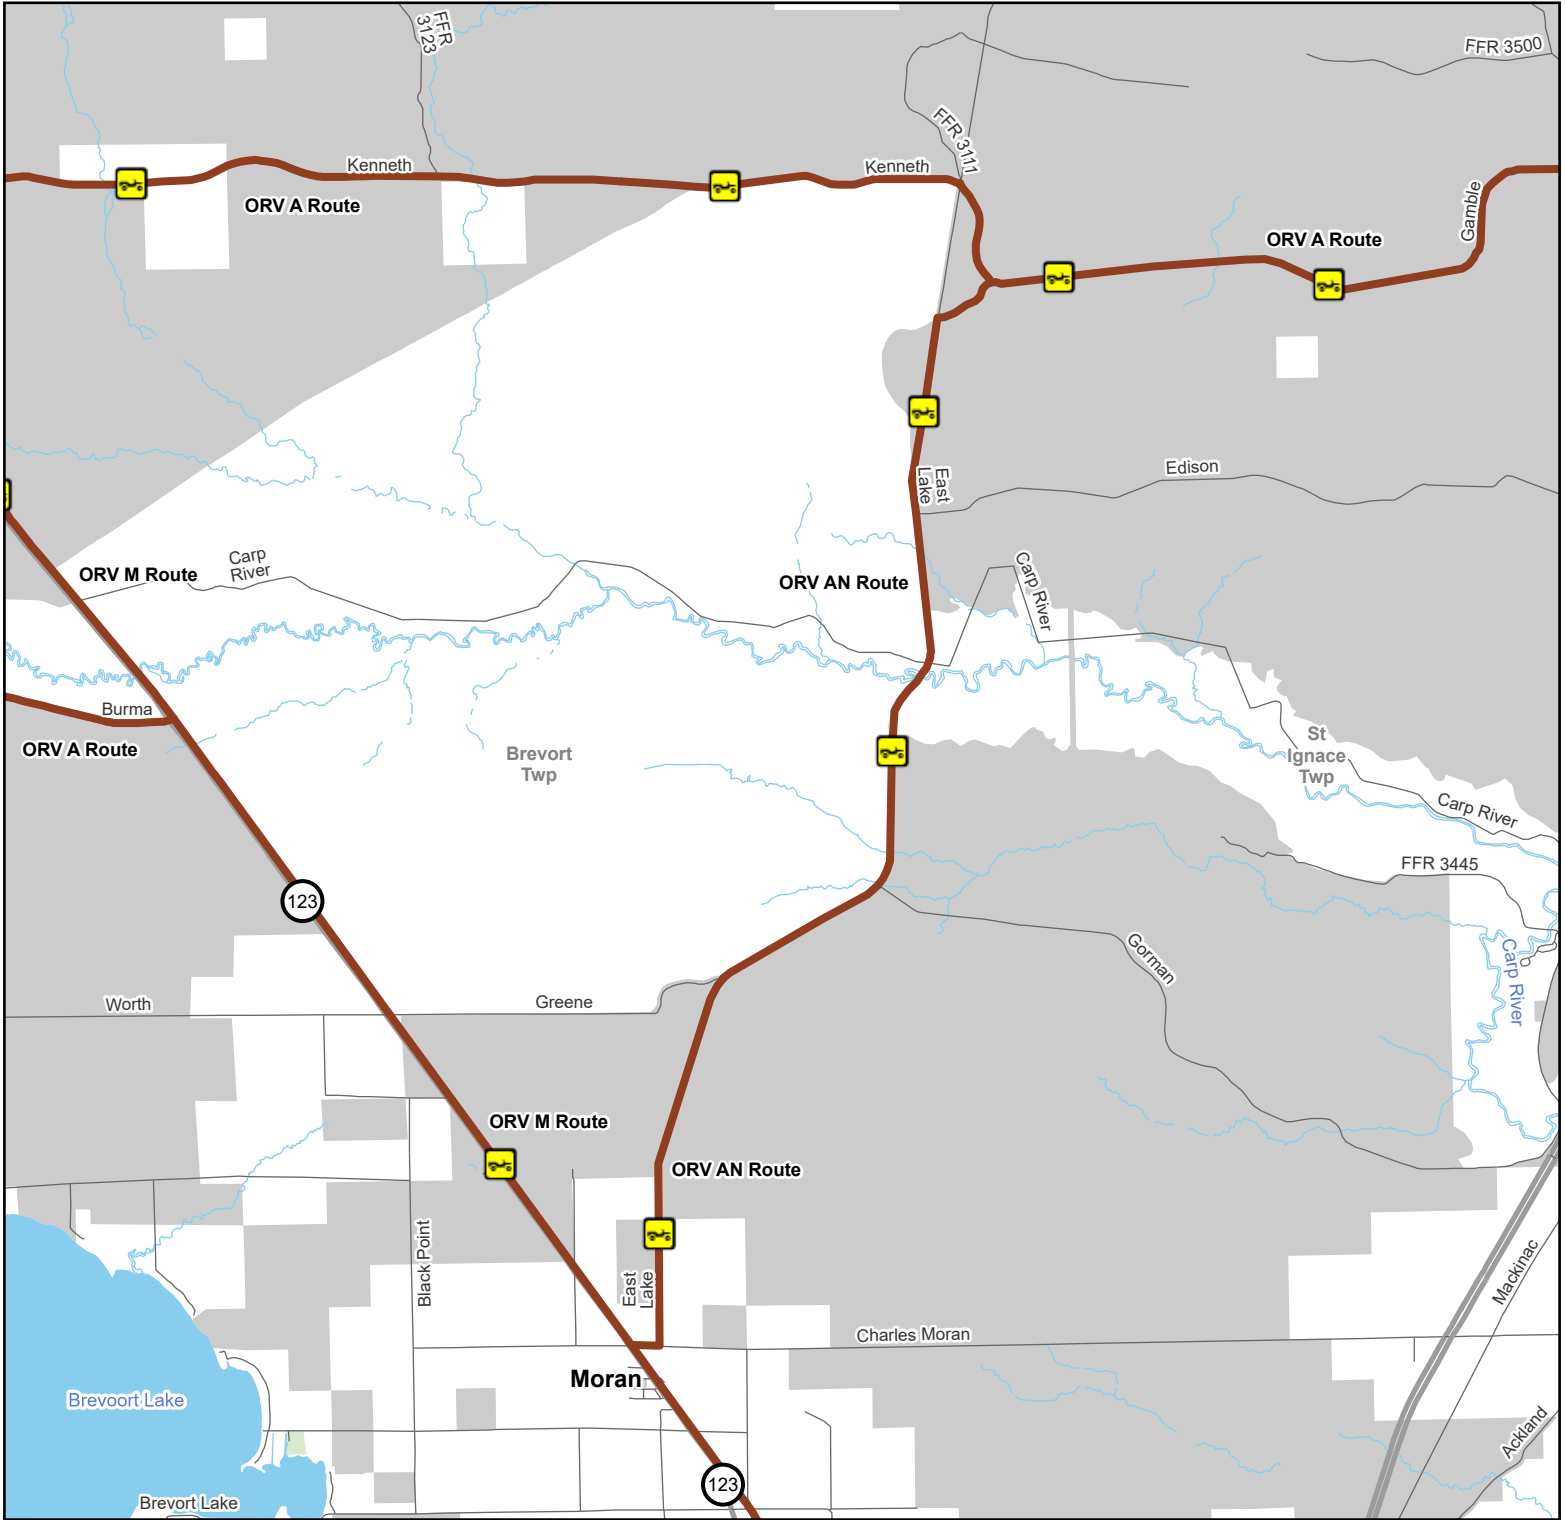 FFR
3123
FFR 3500
FFR 3111
Kenneth
Kenneth
ORV A Route
Gamble
ORV A Route
East
Lake
Edison
Carp
River
ORV M Route
ORV AN Route
Carp River
Burma
ORV A Route
Brevort
Twp
St
Ignace
Twp
Carp River
FFR 3445
123
Gorman
Carp River
Worth
Greene
ORV M Route
ORV AN Route
Black Point
East
Lake
Mackinac
Charles Moran
Moran
Brevoort Lake
Ackland
123
Brevort Lake